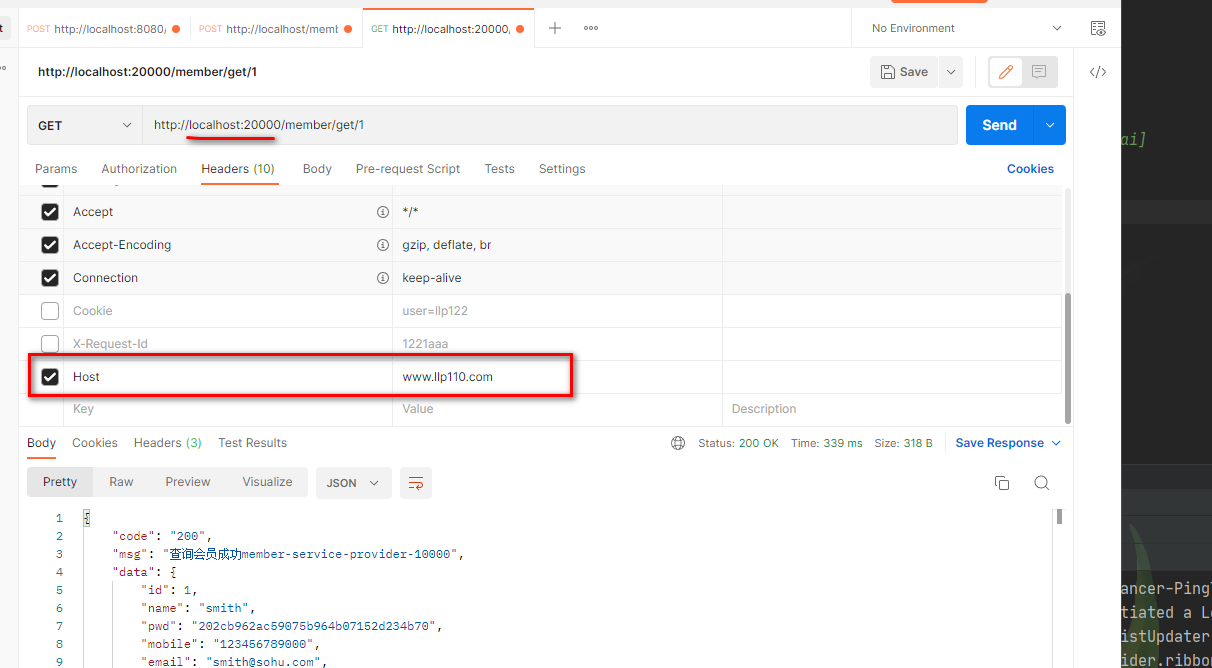 POST http://localhost:8080/
POST http://localhost/memb
GET http://localhost:20000,
No Environment
http://localhost:20000/member/get/1
Save
GET http://localhost:20000/member/get/1
Send
Params Authorization Headers (10) Body Pre-request Script Tests Settings Cookies
Accept */*
Accept-Encoding gzip, deflate, br
Connection keep-alive
Cookie user=llp122
X-Request-Id 1221aaa
Host www.llp110.com
Key Value Description
Body Cookies Headers (3) Test Results Status: 200 OK Time: 339 ms Size: 318 B Save Response
Pretty Raw Preview Visualize JSON
1 {
2 "code": "200",
3 "msg": "查询会员成功member-service-provider-10000",
4 "data": {
5 "id": 1,
6 "name": "smith",
7 "pwd": "202cb962ac59075b964b07152d234b70",
8 "mobile": "123456789000",
9 "email": "smith@sohu.com",
ai]
ancer-Ping
tiated a L
istUpdater
ider.ribbo